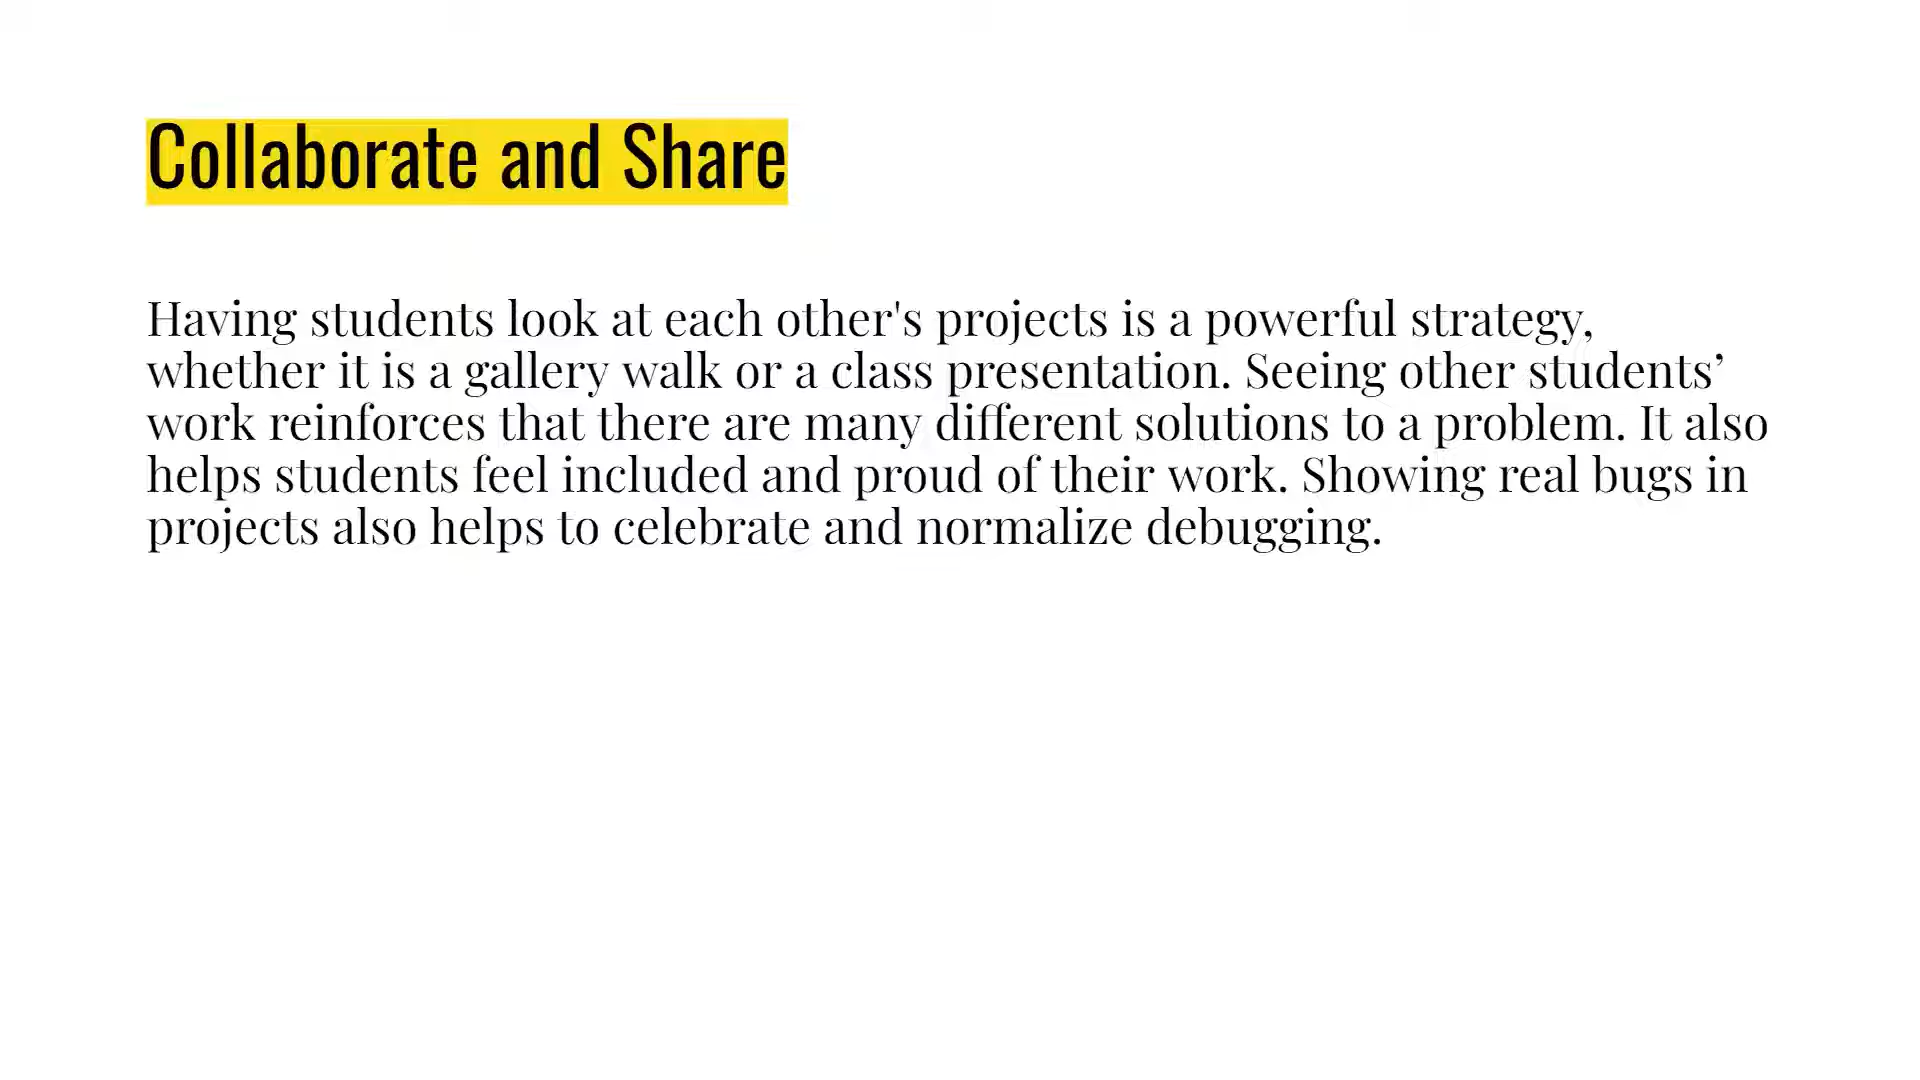 Collaborate and Share
Having students look at each other's projects is a powerful strategy,
whether it is a gallery walk or a class presentation. Seeing other students’
work reinforces that there are many different solutions to a problem. It also
helps students feel included and proud of their work. Showing real bugs in
projects also helps to celebrate and normalize debugging.